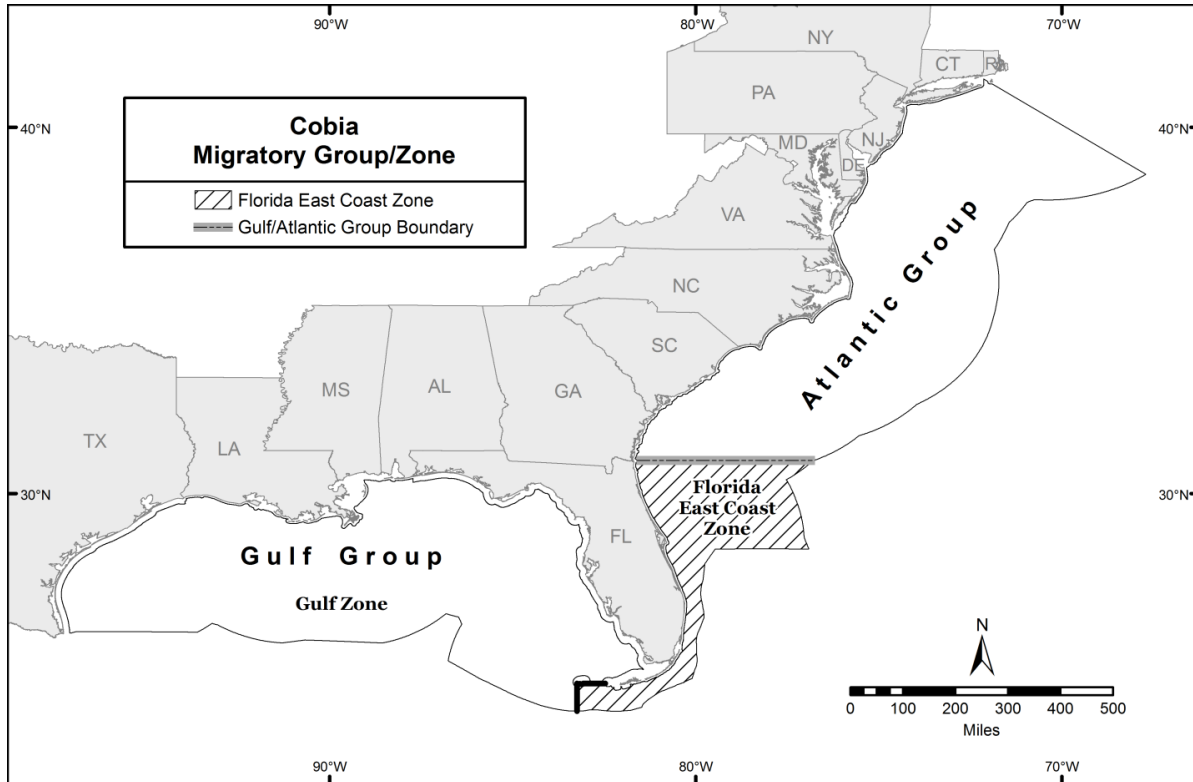 90°W
80°W
70°W
NY
CT
RI
PA
40°N
40°N
Cobia
Migratory Group/Zone
NJ
MD
DE
Florida East Coast Zone
Gulf/Atlantic Group Boundary
VA
Atlantic Group
NC
SC
MS
AL
GA
TX
LA
30°N
Florida
East Coast
Zone
30°N
FL
Gulf Group
Gulf Zone
N
0 100 200 300 400 500
Miles
90°W
80°W
70°W